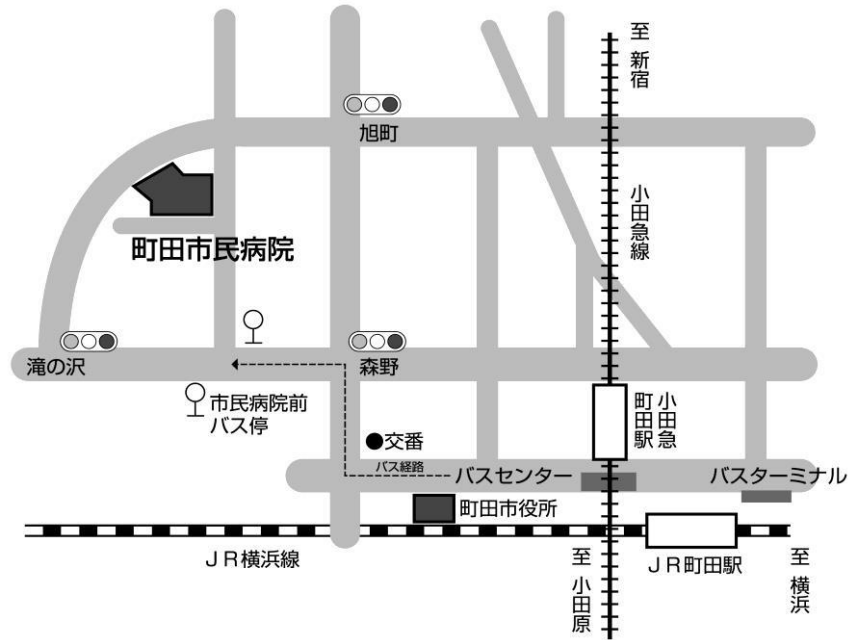 至 新宿
旭町
小田急線
町田市民病院
滝の沢
森野
市民病院前
バス停
小田急
町田駅
交番
バス経路
バスセンター
バスターミナル
町田市役所
JR横浜線
JR町田駅
至 小田原
至 横浜